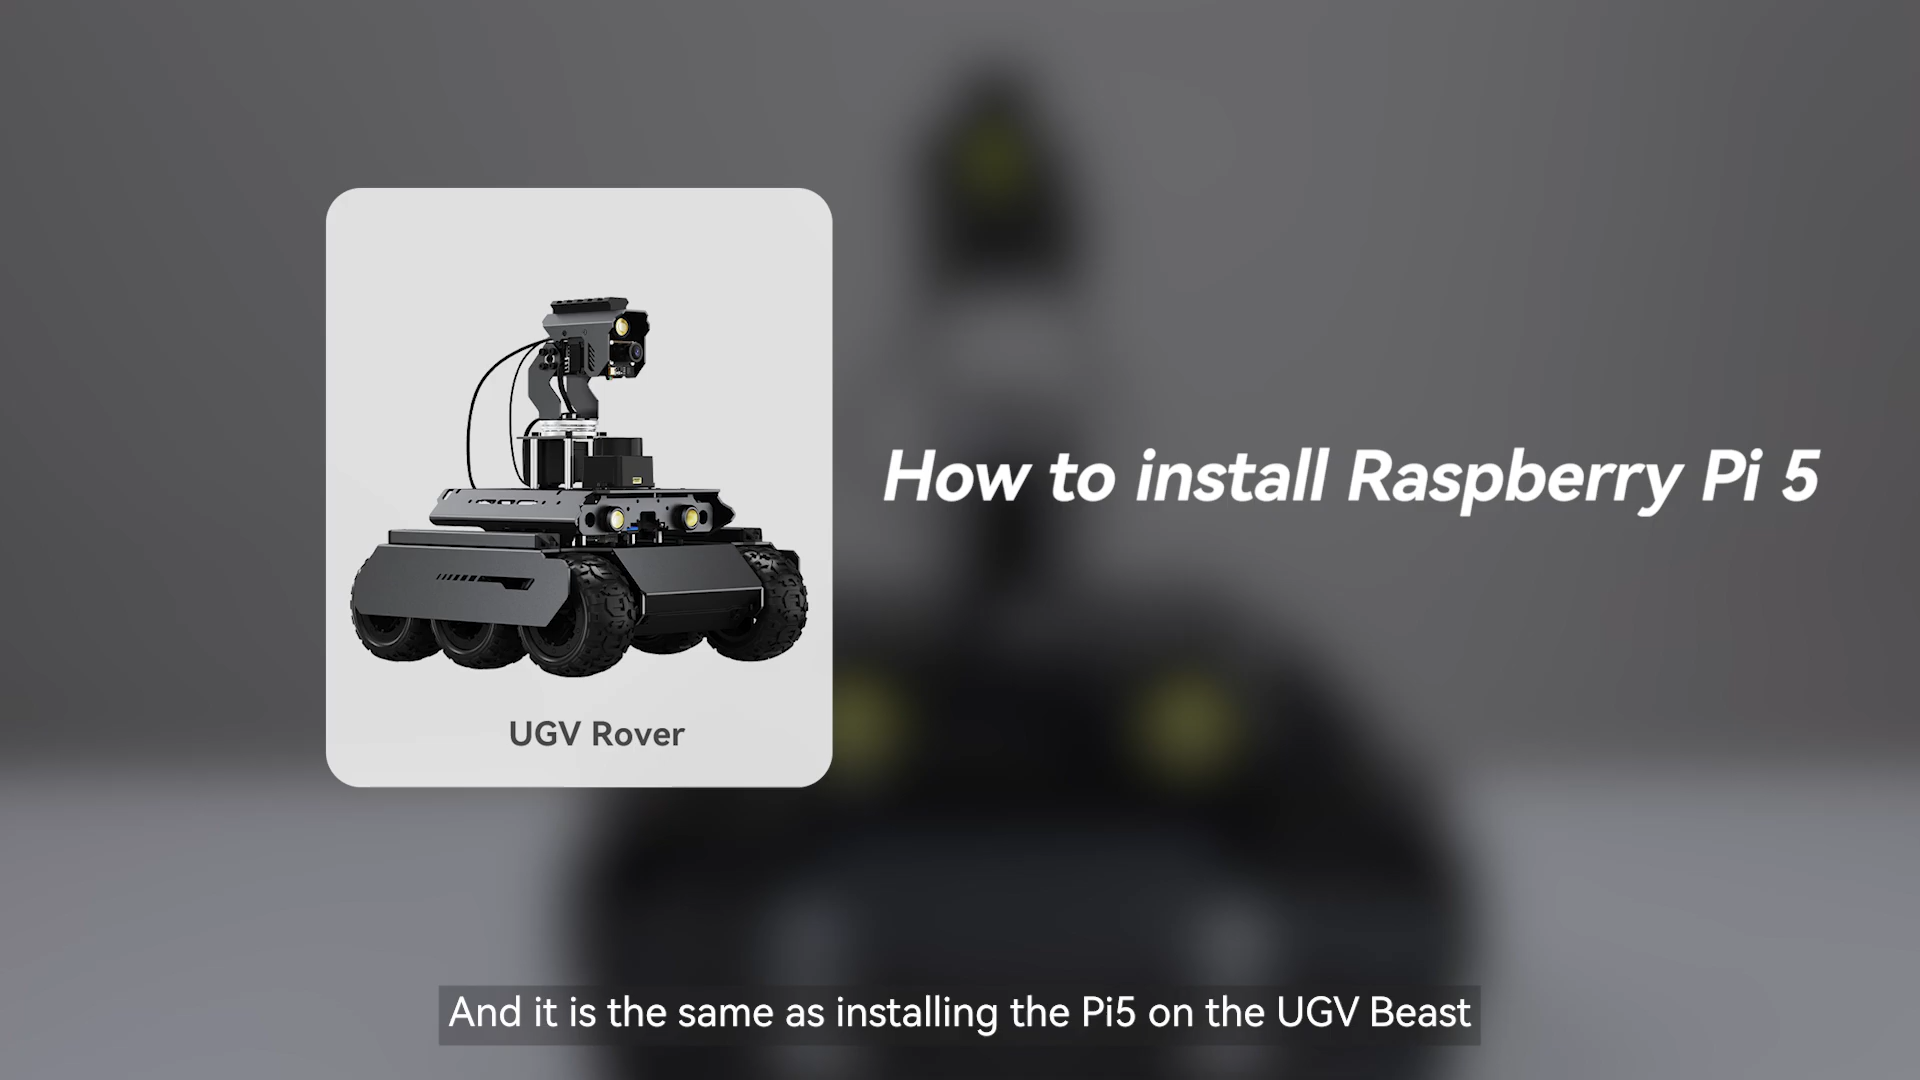 How to install Raspberry Pi 5
UGV Rover
And it is the same as installing the Pi5 on the UGV Beast